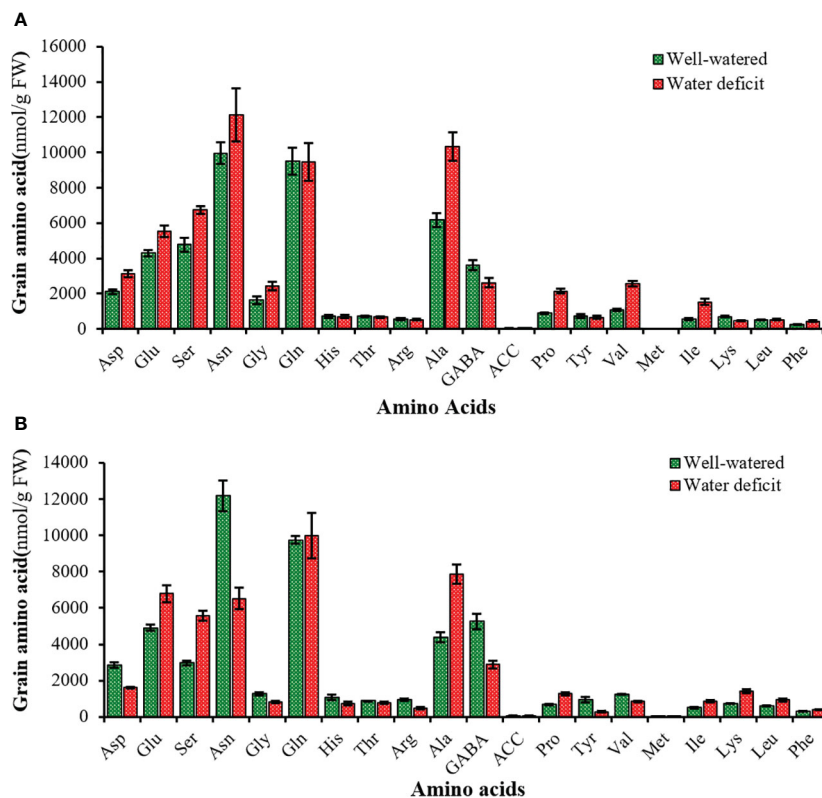 A
Grain amino acid(nmol/g FW)
16000
14000
12000
10000
8000
6000
4000
2000
0
Well-watered
Water deficit
Asp Glu Ser Asn Gly Gln His Thr Arg Ala GABA ACC Pro Tyr Val Met Ile Lys Leu Phe
Amino Acids
B
Grain amino acid(nmol/g FW)
14000
12000
10000
8000
6000
4000
2000
0
Well-watered
Water deficit
Asp Glu Ser Asn Gly Gln His Thr Arg Ala GABA ACC Pro Tyr Val Met Ile Lys Leu Phe
Amino acids